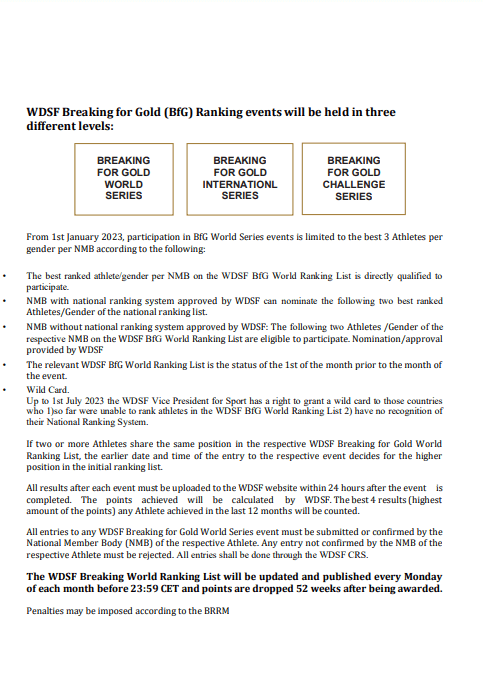 WDSF Breaking for Gold (BfG) Ranking events will be held in three
different levels:
BREAKING
FOR GOLD
WORLD
SERIES
BREAKING
FOR GOLD
INTERNATIONL
SERIES
BREAKING
FOR GOLD
CHALLENGE
SERIES
From 1st January 2023, participation in BfG World Series events is limited to the best 3 Athletes per
gender per NMB according to the following:
• The best ranked athlete/gender per NMB on the WDSF BfG World Ranking List is directly qualified to
participate.
• NMB with national ranking system approved by WDSF can nominate the following two best ranked
Athletes/Gender of the national ranking list.
• NMB without national ranking system approved by WDSF: The following two Athletes /Gender of the
respective NMB on the WDSF BfG World Ranking List are eligible to participate. Nomination/approval
provided by WDSF
• The relevant WDSF BfG World Ranking List is the status of the 1st of the month prior to the month of
the event.
• Wild Card.
Up to 1st July 2023 the WDSF Vice President for Sport has a right to grant a wild card to those countries
who 1)so far were unable to rank athletes in the WDSF BfG World Ranking List 2) have no recognition of
their National Ranking System.
If two or more Athletes share the same position in the respective WDSF Breaking for Gold World
Ranking List, the earlier date and time of the entry to the respective event decides for the higher
position in the initial ranking list.
All results after each event must be uploaded to the WDSF website within 24 hours after the event is
completed. The points achieved will be calculated by WDSF. The best 4 results (highest
amount of the points) any Athlete achieved in the last 12 months will be counted.
All entries to any WDSF Breaking for Gold World Series event must be submitted or confirmed by the
National Member Body (NMB) of the respective Athlete. Any entry not confirmed by the NMB of the
respective Athlete must be rejected. All entries shall be done through the WDSF CRS.
The WDSF Breaking World Ranking List will be updated and published every Monday
of each month before 23:59 CET and points are dropped 52 weeks after being awarded.
Penalties may be imposed according to the BRRM